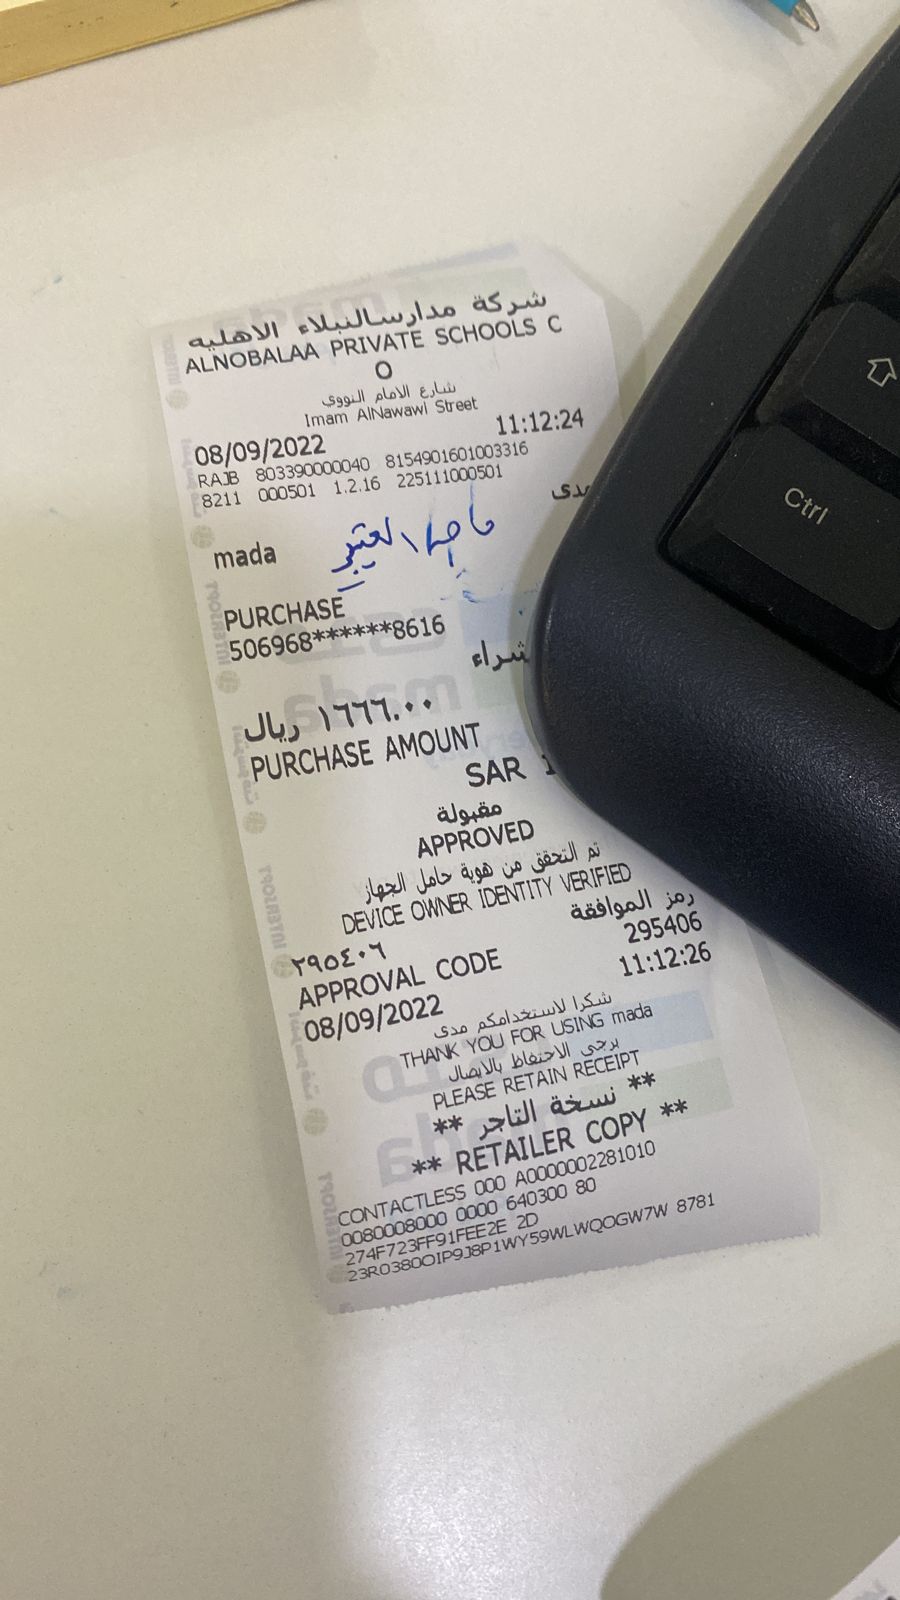 شركة مدارسالنبلاء الاهليه
ALNOBALAA PRIVATE SCHOOLS C
O
شارع الامام النووي
Imam AlNawawi Street
08/09/2022 11:12:24
RAJB 803390000040 8154901601003316
8211 000501 1.2.16 225111000501
mada
PURCHASE
506968******8616
شراء
١٦٦٦.٠٠ ريال
PURCHASE AMOUNT
SAR
مقبولة
APPROVED
تم التحقق من هوية حامل الجهاز
DEVICE OWNER IDENTITY VERIFIED
رمز الموافقة
٢٩٥٤٠٦ 295406
APPROVAL CODE
08/09/2022 11:12:26
شكرا لاستخدامكم مدى
THANK YOU FOR USING mada
يرجى الاحتفاظ بالايصال
PLEASE RETAIN RECEIPT
** نسخة التاجر **
** RETAILER COPY **
CONTACTLESS 000 A0000002281010
0080008000 0000 640300 80
274F723FF91FEE2E 2D
23R0380OIP9J8P1WY59WLWQOGW7W 8781
Ctrl